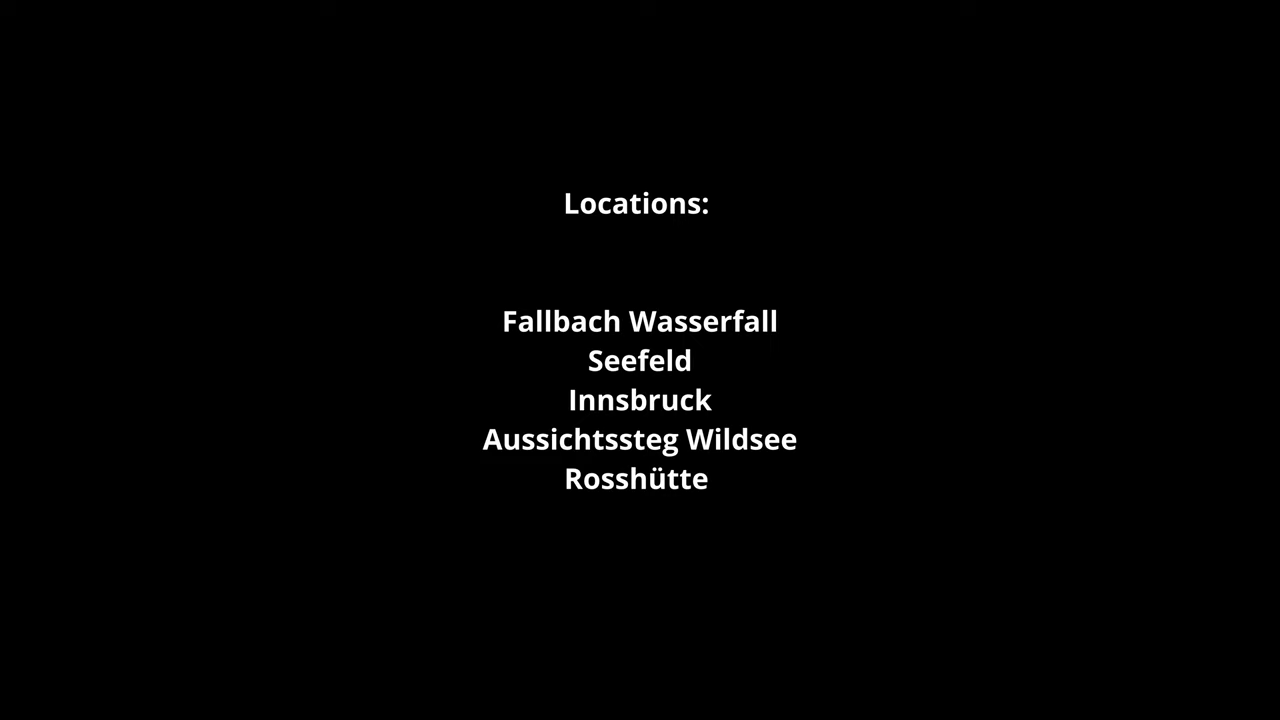 Locations:
Fallbach Wasserfall
Seefeld
Innsbruck
Aussichtssteg Wildsee
Rosshütte